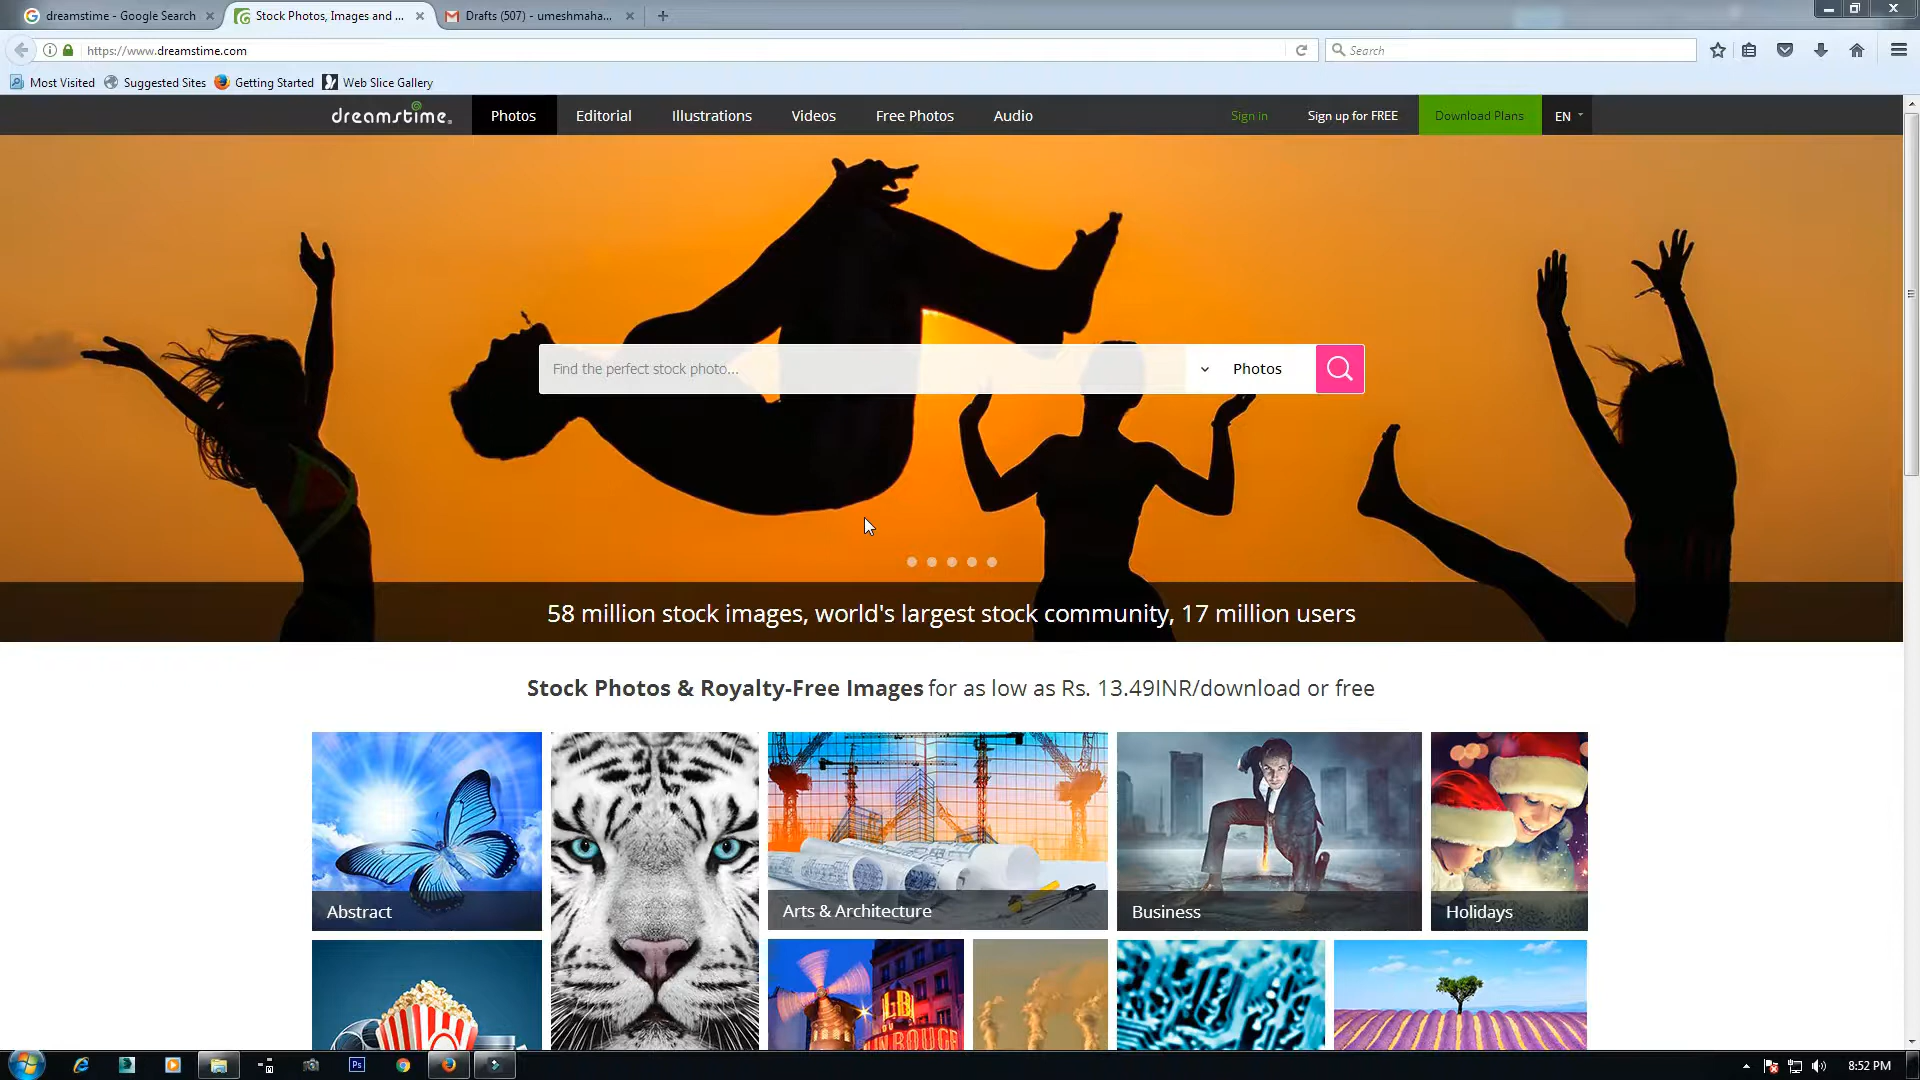 dreamstime - Google Search
Stock Photos, Images and ...
Drafts (507) - umeshmaha...
https://www.dreamstime.com
Search
Most Visited
Suggested Sites
Getting Started
Web Slice Gallery
dreamstime
Photos
Editorial
Illustrations
Videos
Free Photos
Audio
Sign in
Sign up for FREE
Download Plans
EN
Find the perfect stock photo...
Photos
58 million stock images, world's largest stock community, 17 million users
Stock Photos & Royalty-Free Images for as low as Rs. 13.49INR/download or free
Abstract
Arts & Architecture
Business
Holidays
Ps
8:52 PM